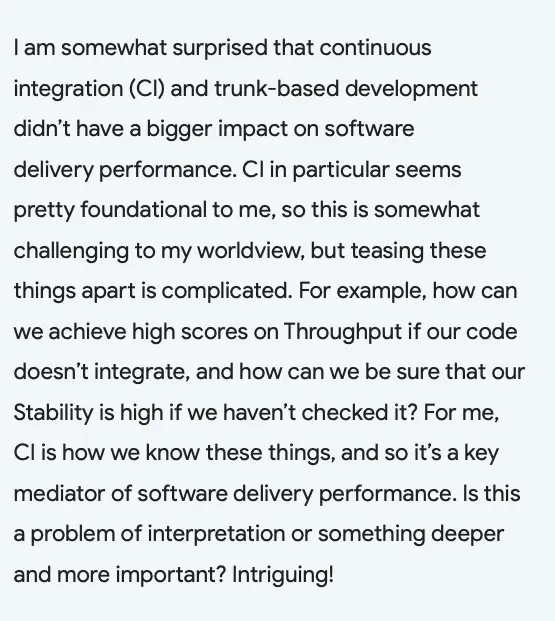 I am somewhat surprised that continuous
integration (CI) and trunk-based development
didn’t have a bigger impact on software
delivery performance. CI in particular seems
pretty foundational to me, so this is somewhat
challenging to my worldview, but teasing these
things apart is complicated. For example, how can
we achieve high scores on Throughput if our code
doesn’t integrate, and how can we be sure that our
Stability is high if we haven’t checked it? For me,
CI is how we know these things, and so it’s a key
mediator of software delivery performance. Is this
a problem of interpretation or something deeper
and more important? Intriguing!